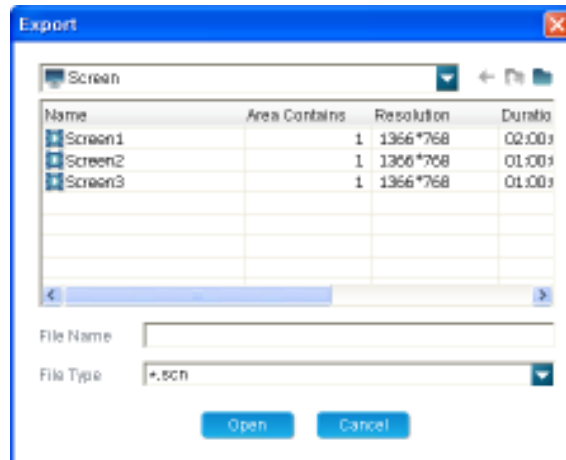 Export
Screen
Name Area Contains Resolution Duratio
Screen1 1 1366*768 02:00:
Screen2 1 1366*768 01:00:
Screen3 1 1366*768 01:00:
File Name
File Type *.scn
Open Cancel